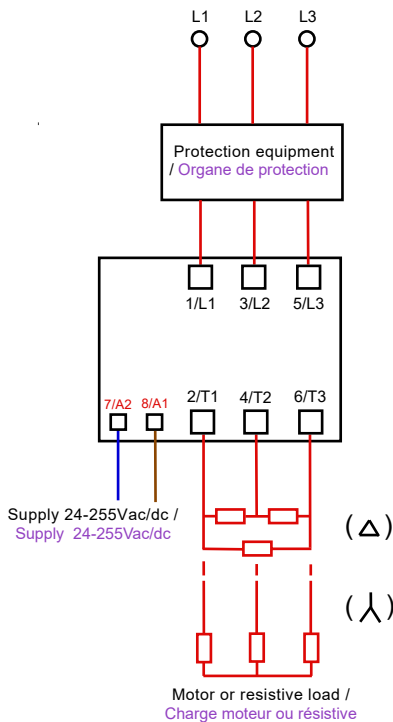 L1 L2 L3
Protection equipment
/ Organe de protection
1/L1 3/L2 5/L3
7/A2 8/A1 2/T1 4/T2 6/T3
Supply 24-255Vac/dc /
Supply 24-255Vac/dc
Motor or resistive load /
Charge moteur ou résistive